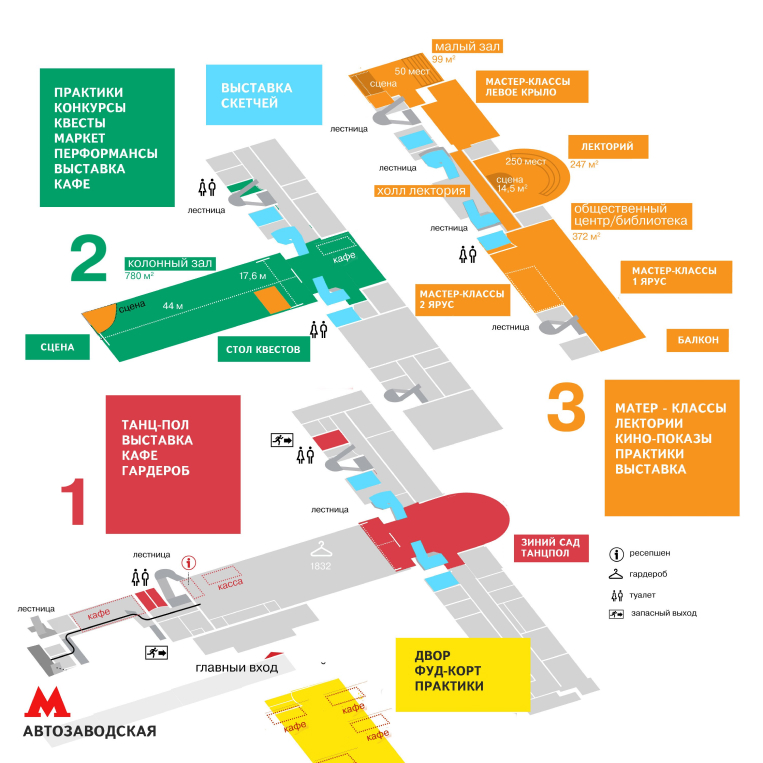 малый зал
99 м²
50 мест
сцена
МАСТЕР-КЛАССЫ
ЛЕВОЕ КРЫЛО
лестница
ВЫСТАВКА
СКЕТЧЕЙ
ПРАКТИКИ
КОНКУРСЫ
КВЕСТЫ
МАРКЕТ
ПЕРФОРМАНСЫ
ВЫСТАВКА
КАФЕ
ЛЕКТОРИЙ
247 м²
250 мест
сцена
14,5 м²
лестница
холл лектория
лестница
общественный
центр/библиотека
372 м²
лестница
2
колонный зал
780 м²
17,6 м
кафе
44 м
сцена
МАСТЕР-КЛАССЫ
1 ЯРУС
МАСТЕР-КЛАССЫ
2 ЯРУС
лестница
БАЛКОН
СЦЕНА
СТОЛ КВЕСТОВ
3
МАТЕР - КЛАССЫ
ЛЕКТОРИИ
КИНО-ПОКАЗЫ
ПРАКТИКИ
ВЫСТАВКА
1
ТАНЦ-ПОЛ
ВЫСТАВКА
КАФЕ
ГАРДЕРОБ
лестница
ЗИНИЙ САД
ТАНЦПОЛ
лестница
1832
касса
кафе
лестница
ресепшен
гардероб
туалет
запасный выход
главный вход
й
ДВОР
ФУД-КОРТ
ПРАКТИКИ
кафе
кафе
кафе
кафе
М
АВТОЗАВОДСКАЯ